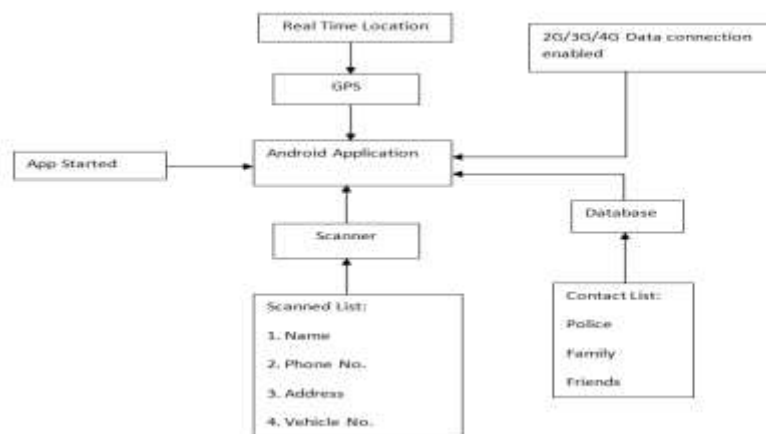 Real Time Location
2G/3G/4G Data connection
enabled
GPS
App Started
Android Application
Database
Scanner
Scanned List:
1. Name
2. Phone No.
3. Address
4. Vehicle No.
Contact List:
Police
Family
Friends